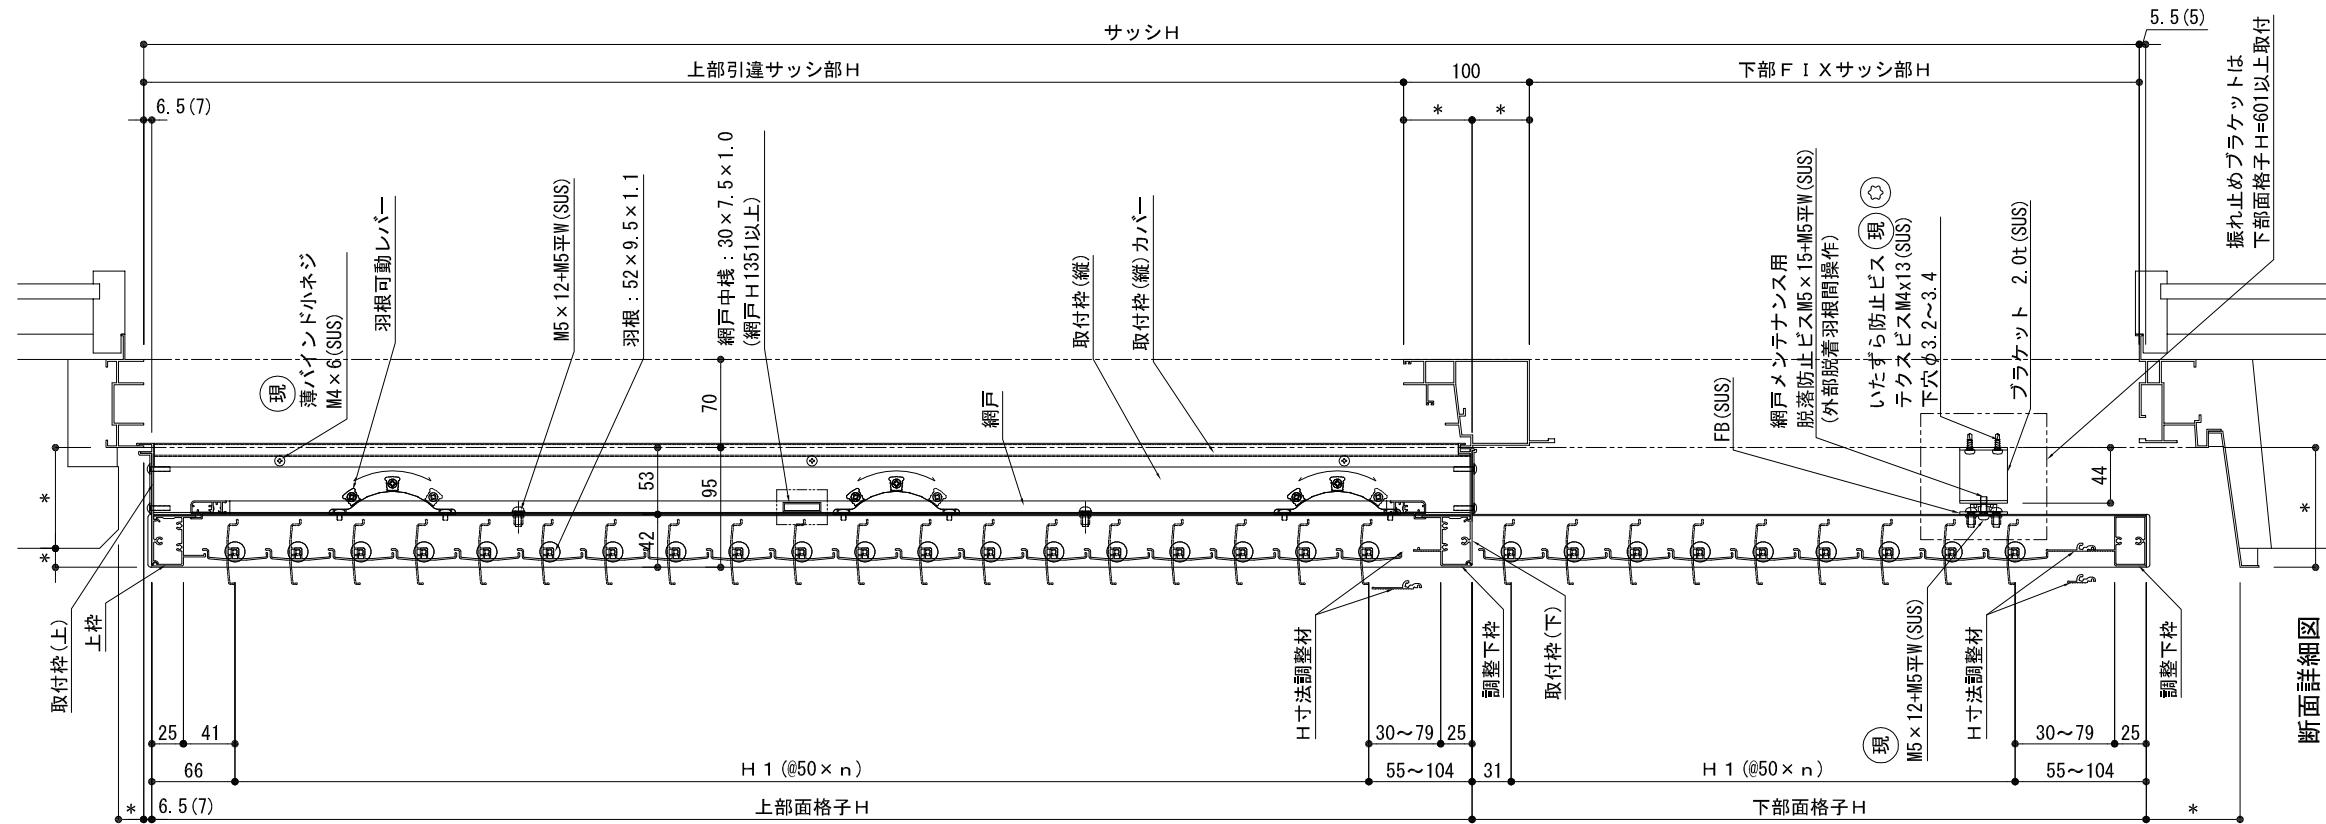 サッシH
5.5(5)
上部引違サッシ部H
100
下部FIXサッシ部H
6.5(7)
*
*
振れ止めブラケットは
下部面格子H=601以上取付
現
薄バインド小ネジ
M4×6(SUS)
羽根可動レバー
M5×12+M5平W(SUS)
羽根:52×9.5×1.1
網戸中桟:30×7.5×1.0
(網戸H1351以上)
網戸
取付枠(縦)
取付枠(縦)カバー
FB(SUS)
網戸メンテナンス用
脱落防止ビスM5×15+M5平W(SUS)
(外部脱着羽根間操作)
いたずら防止ビス 現
テクスビスM4x13(SUS)
下穴φ3.2~3.4
ブラケット 2.0t(SUS)
70
53
95
42
44
*
*
*
取付枠(上)
上枠
H寸法調整材
調整下枠
取付枠(下)
現
M5×12+M5平W(SUS)
H寸法調整材
調整下枠
断面詳細図
25
41
30~79
25
30~79
25
66
H1(@50×n)
55~104
31
H1(@50×n)
55~104
*
6.5(7)
上部面格子H
下部面格子H
*